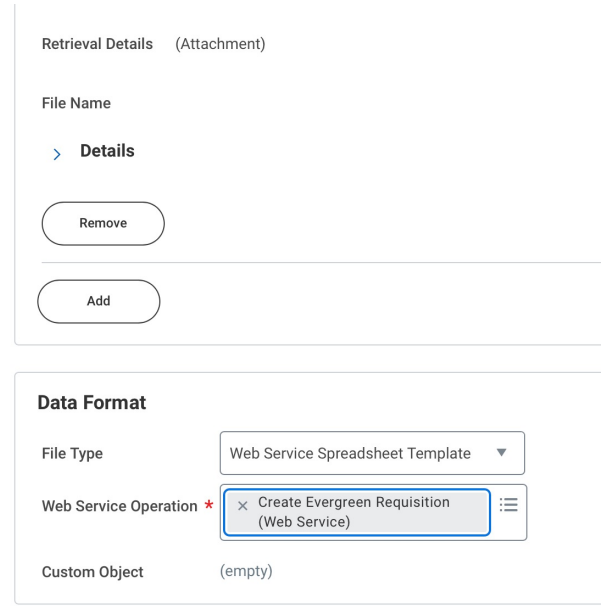 Retrieval Details (Attachment)
File Name
Details
Remove
Add
Data Format
File Type Web Service Spreadsheet Template
Web Service Operation * × Create Evergreen Requisition
(Web Service)
Custom Object (empty)